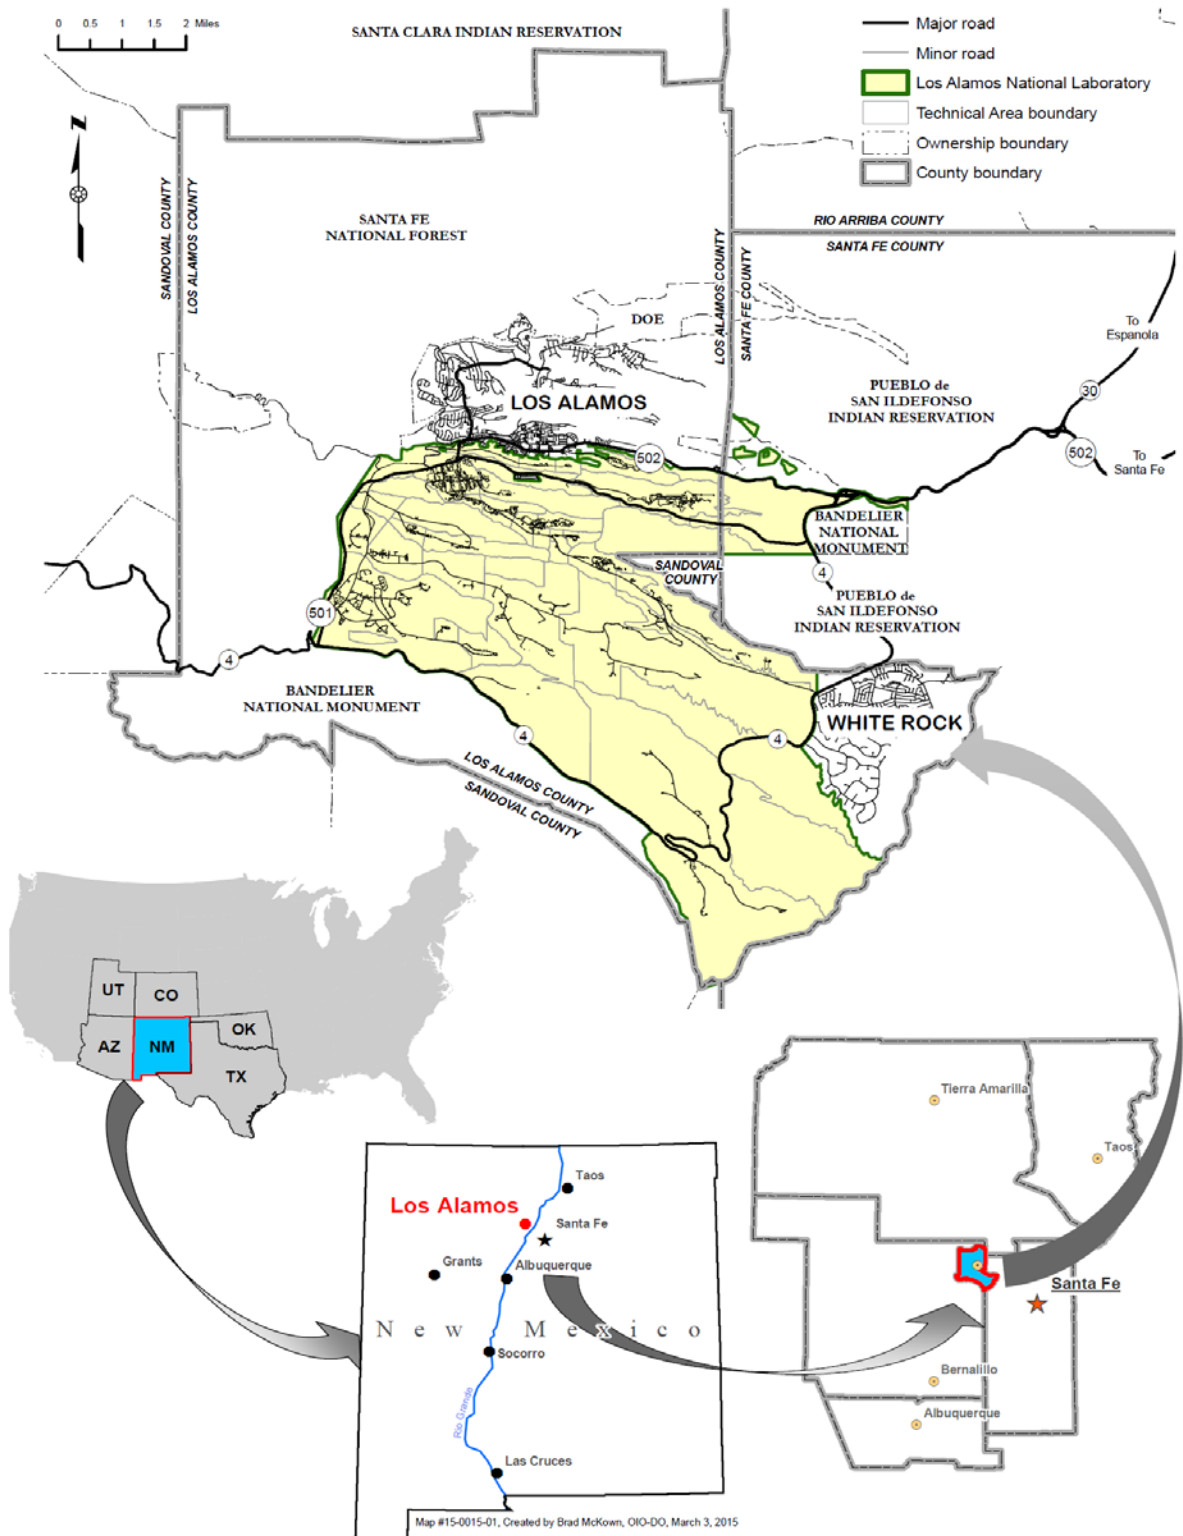 0 0.5 1 1.5 2 Miles
SANTA CLARA INDIAN RESERVATION
Major road
Minor road
Los Alamos National Laboratory
Technical Area boundary
Ownership boundary
County boundary
N
SANDOVAL COUNTY
LOS ALAMOS COUNTY
SANTA FE
NATIONAL FOREST
RIO ARRIBA COUNTY
SANTA FE COUNTY
LOS ALAMOS COUNTY
SANTA FE COUNTY
DOE
To
Espanola
PUEBLO de
SAN ILDEFONSO
INDIAN RESERVATION
30
LOS ALAMOS
502
502
To
Santa Fe
BANDELIER
NATIONAL
MONUMENT
SANDOVAL
COUNTY
4
PUEBLO de
SAN ILDEFONSO
INDIAN RESERVATION
501
4
BANDELIER
NATIONAL MONUMENT
WHITE ROCK
4
4
LOS ALAMOS COUNTY
SANDOVAL COUNTY
UT
CO
AZ
NM
OK
TX
Tierra Amarilla
Taos
Santa Fe
Bernalillo
Albuquerque
Taos
Los Alamos
Santa Fe
Grants
Albuquerque
New Mexico
Socorro
Rio Grande
Las Cruces
Map #15-0015-01, Created by Brad McKown, OIO-DO, March 3, 2015